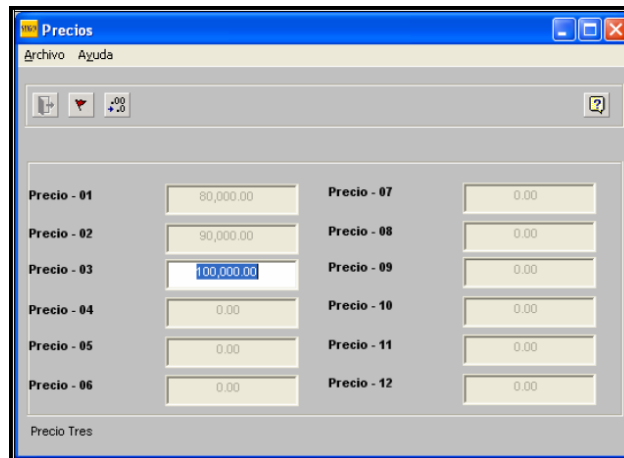 Precios
Archivo Ayuda
Precio - 01 80,000.00 Precio - 07 0.00
Precio - 02 90,000.00 Precio - 08 0.00
Precio - 03 100,000.00 Precio - 09 0.00
Precio - 04 0.00 Precio - 10 0.00
Precio - 05 0.00 Precio - 11 0.00
Precio - 06 0.00 Precio - 12 0.00
Precio Tres